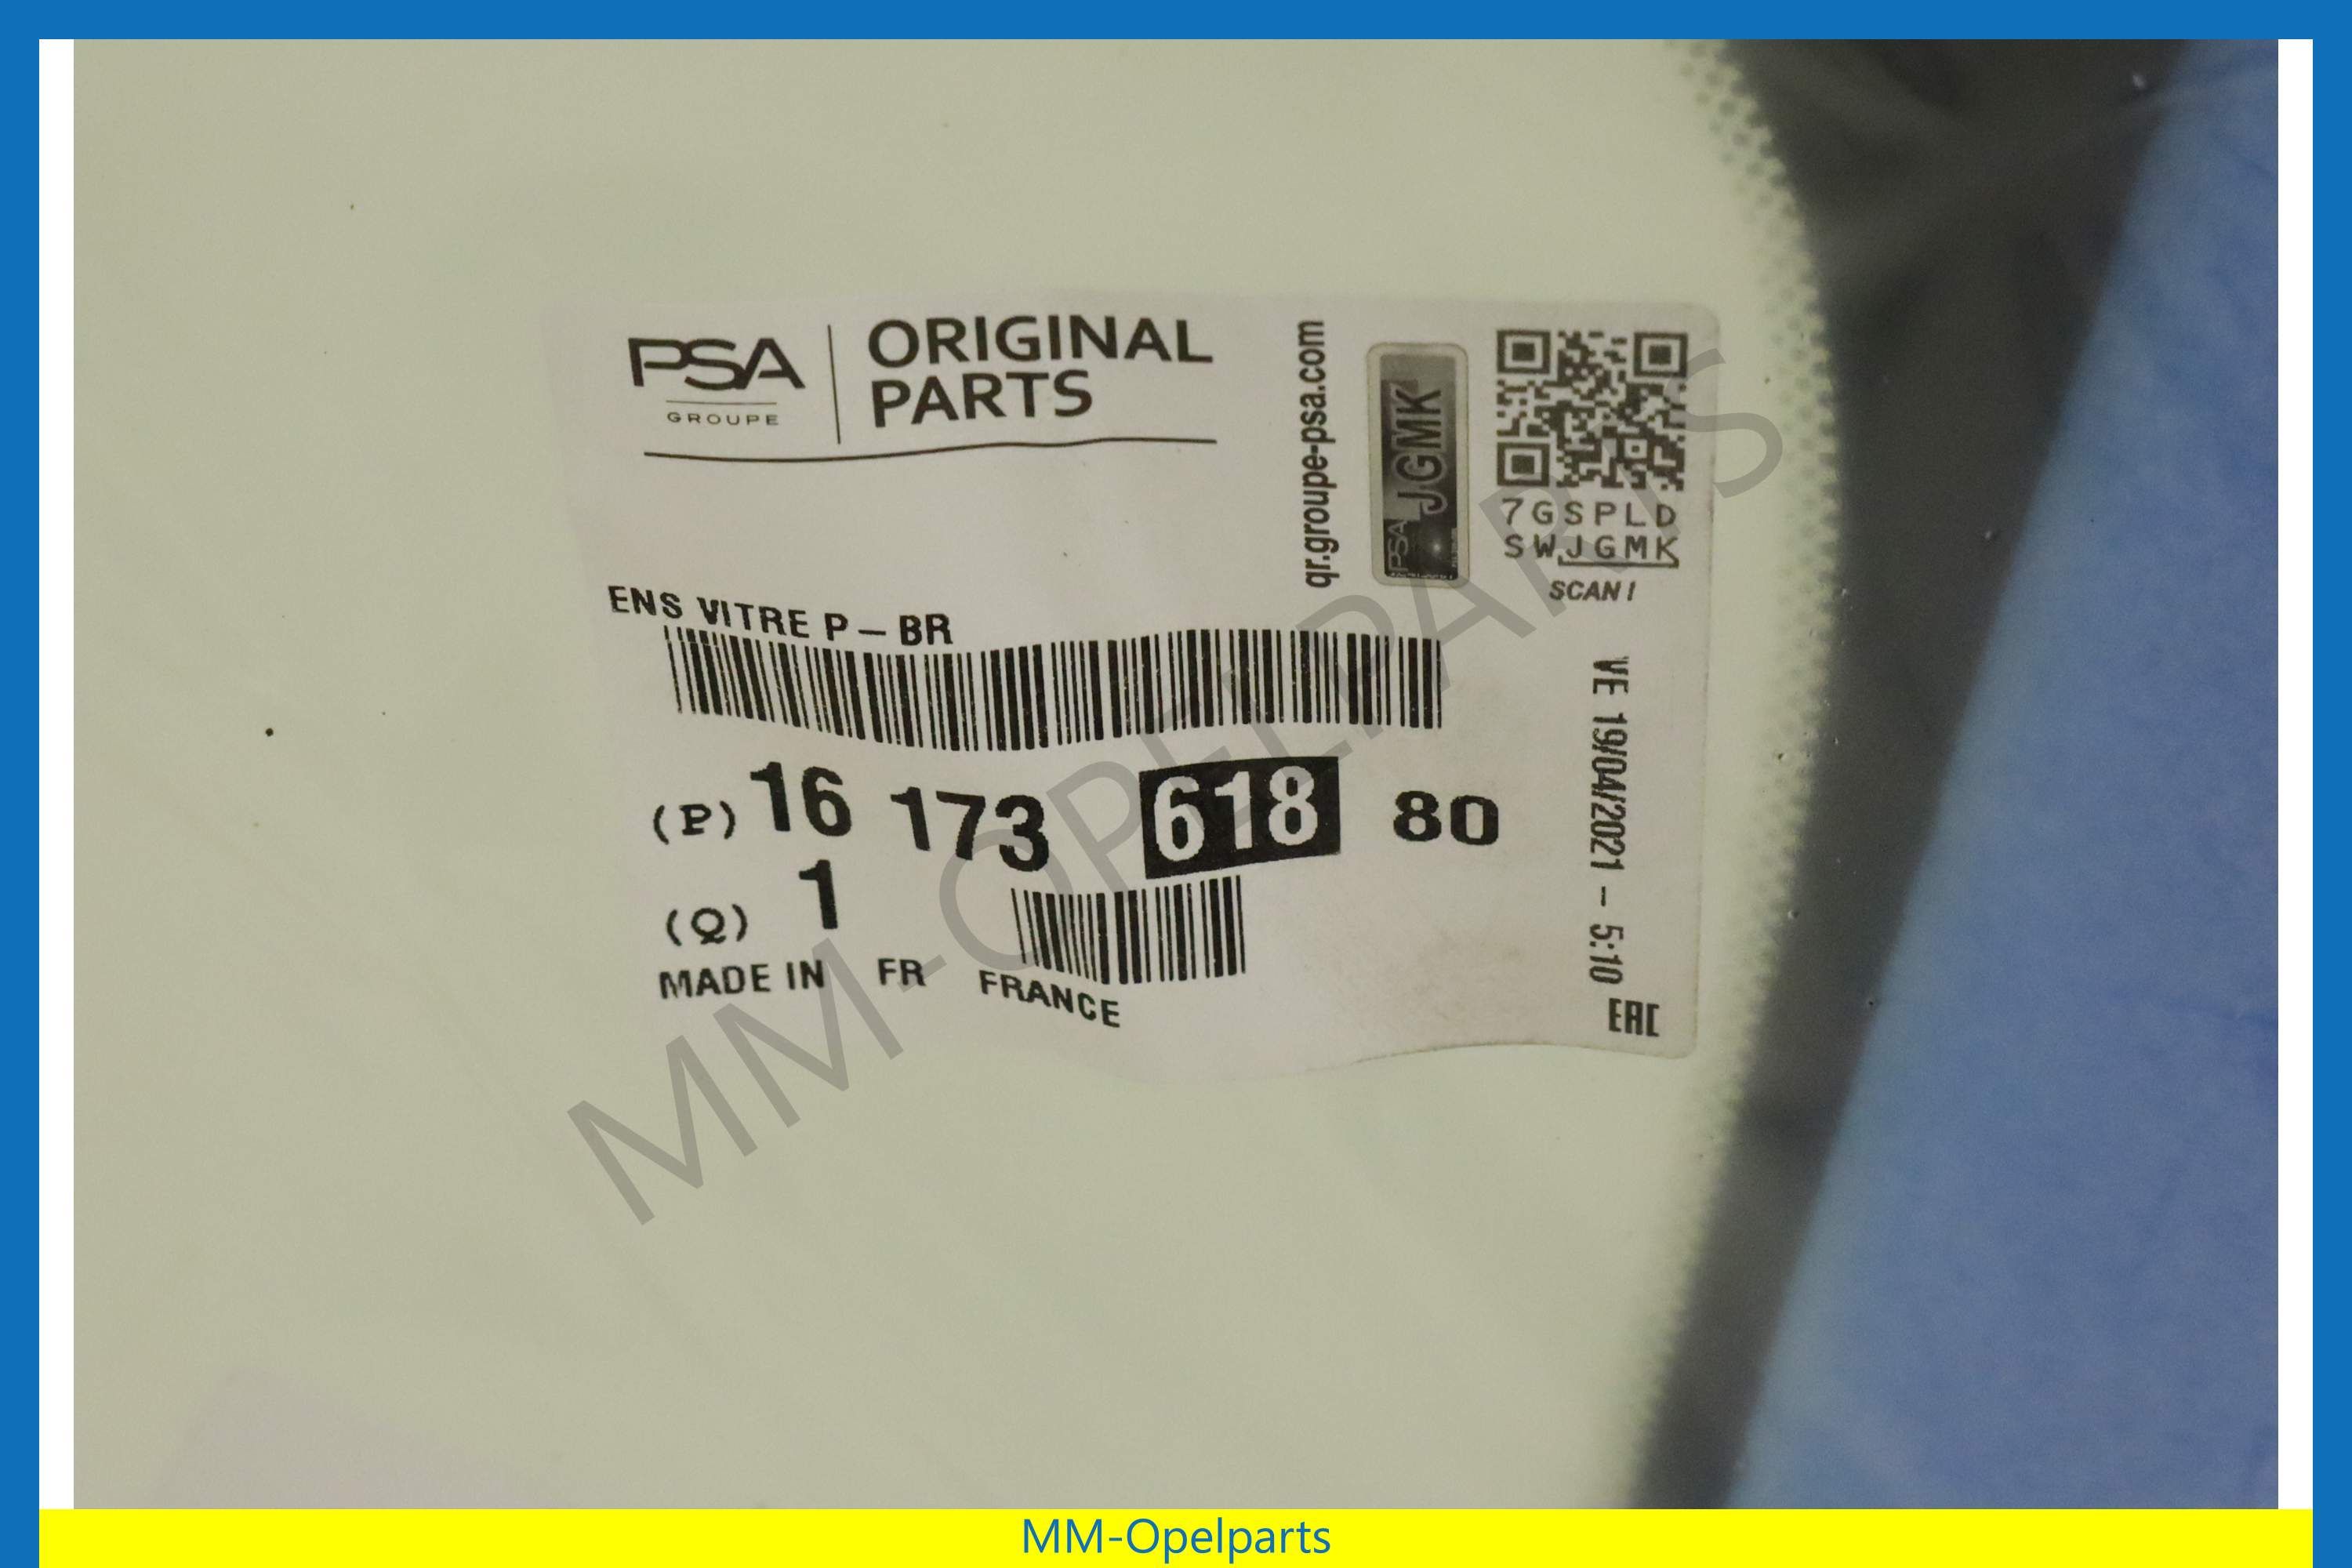 PSA
GROUPE
ORIGINAL
PARTS
qr.groupe-psa.com
JGMK
PSA
7GSPLD
SWJGMK
SCAN!
ENS VITRE P-BR
(P) 16 173 618 80
(Q) 1
MADE IN FR FRANCE
VE 19/04/2021 - 5:10
EAC
MM-OPELPARTS
MM-Opelparts